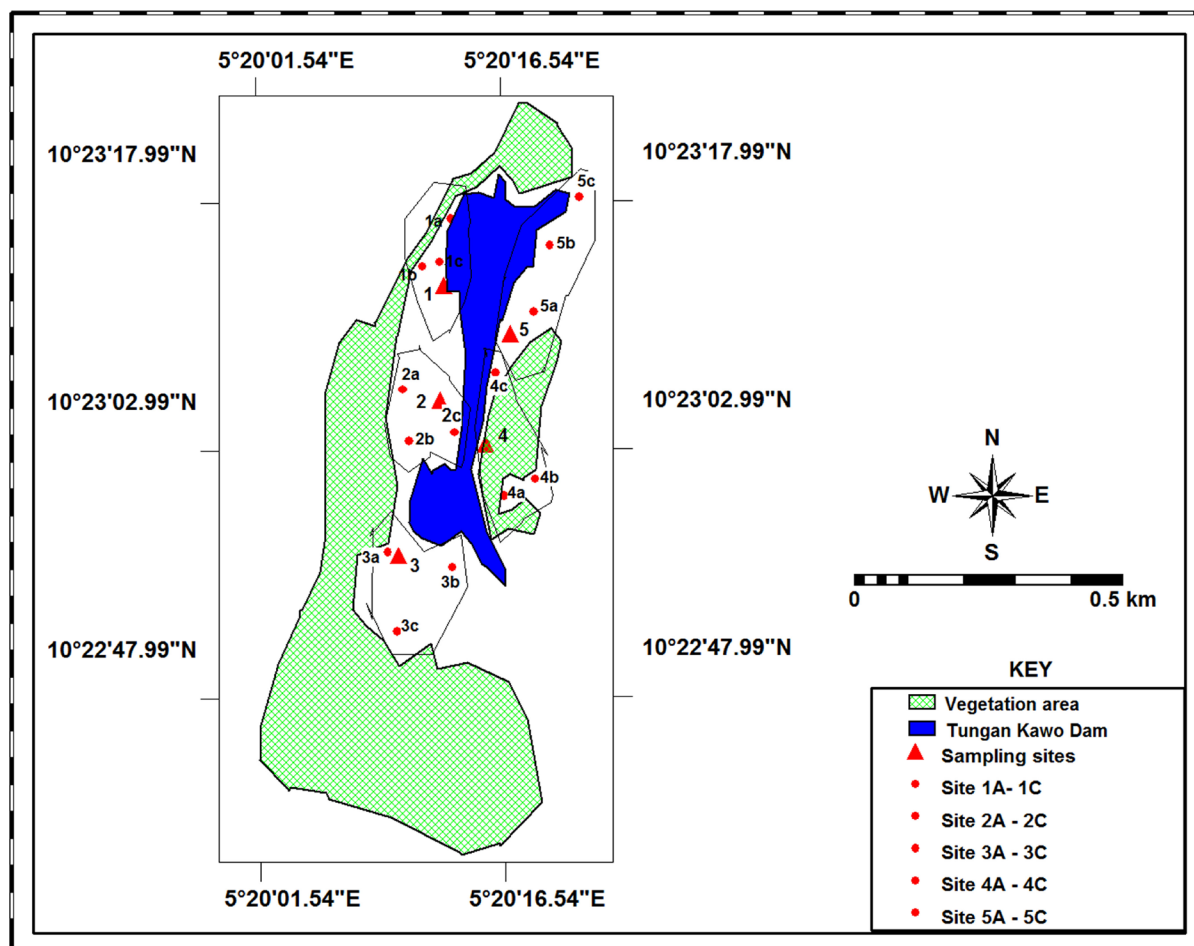 5°20'01.54"E 5°20'16.54"E
10°23'17.99"N 10°23'17.99"N
5c
1a
5b
1c
1b
1
5a
5
2a
4c
10°23'02.99"N 10°23'02.99"N
2
2c
4
2b
4b
4a
N
W E
S
3a
3
3b
0 0.5 km
3c
10°22'47.99"N 10°22'47.99"N
KEY
Vegetation area
Tungan Kawo Dam
Sampling sites
Site 1A- 1C
Site 2A - 2C
Site 3A - 3C
Site 4A - 4C
Site 5A - 5C
5°20'01.54"E 5°20'16.54"E